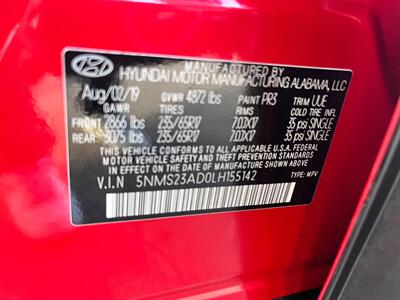 MANUFACTURED BY
HYUNDAI MOTOR MANUFACTURING ALABAMA, LLC
Aug/02/19 GVWR 4872 lbs PAINT PR3 TRIM UUE
GAWR TIRES RIMS COLD TIRE INFL
FRONT 2866 lbs 235/65R17 7.0JX17 35 psi SINGLE
REAR 3075 lbs 235/65R17 7.0JX17 35 psi SINGLE
THIS VEHICLE CONFORMS TO ALL APPLICABLE U.S. FEDERAL
MOTOR VEHICLE SAFETY, BUMPER, AND THEFT PREVENTION
STANDARDS IN EFFECT ON THE DATE OF MANUFACTURE SHOWN ABOVE.
V.I.N 5NMS23AD0LH155142 TYPE: MPV